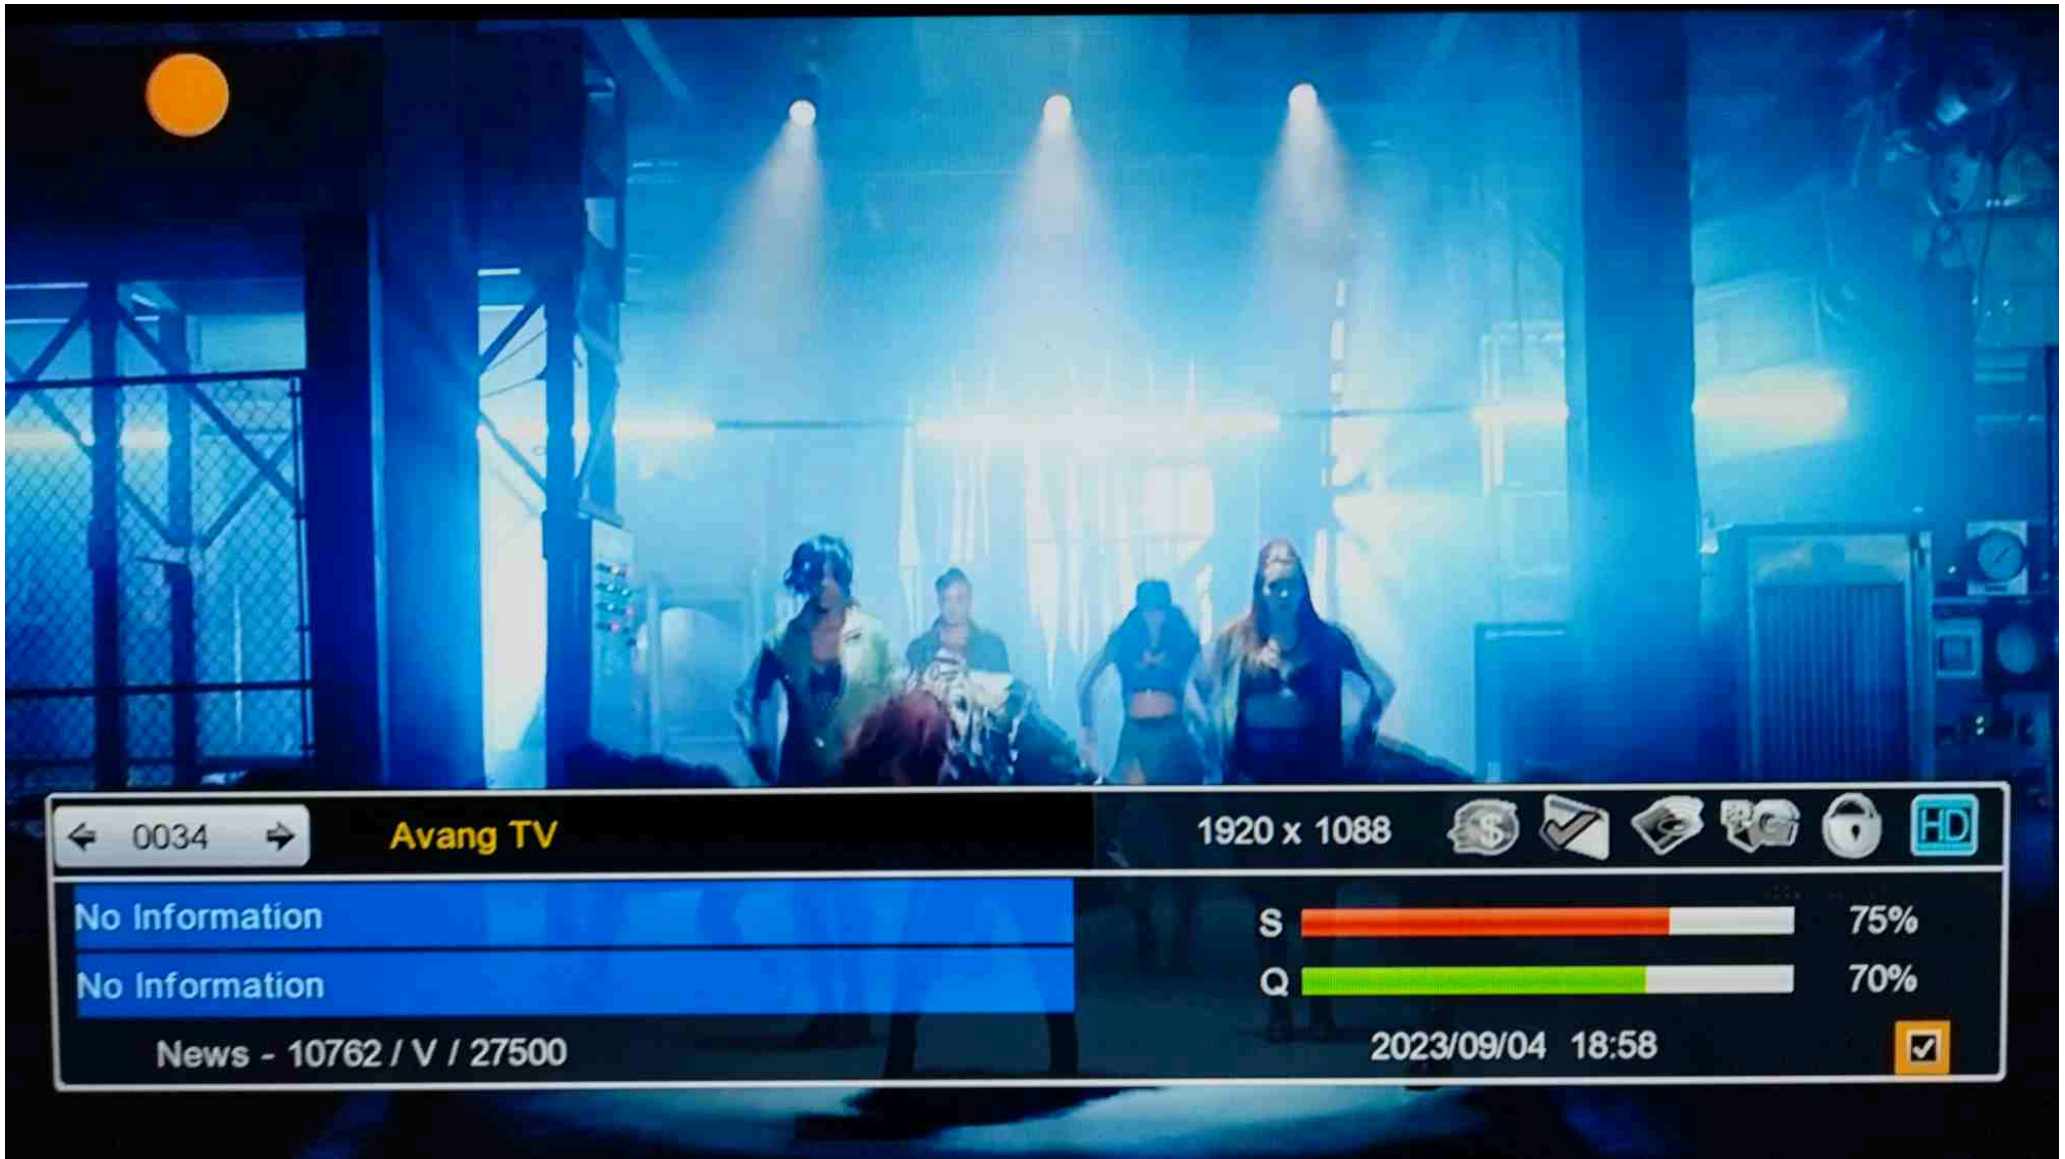 0034
Avang TV
1920 x 1088
HD
No Information
No Information
S 75%
Q 70%
News - 10762 / V / 27500
2023/09/04 18:58